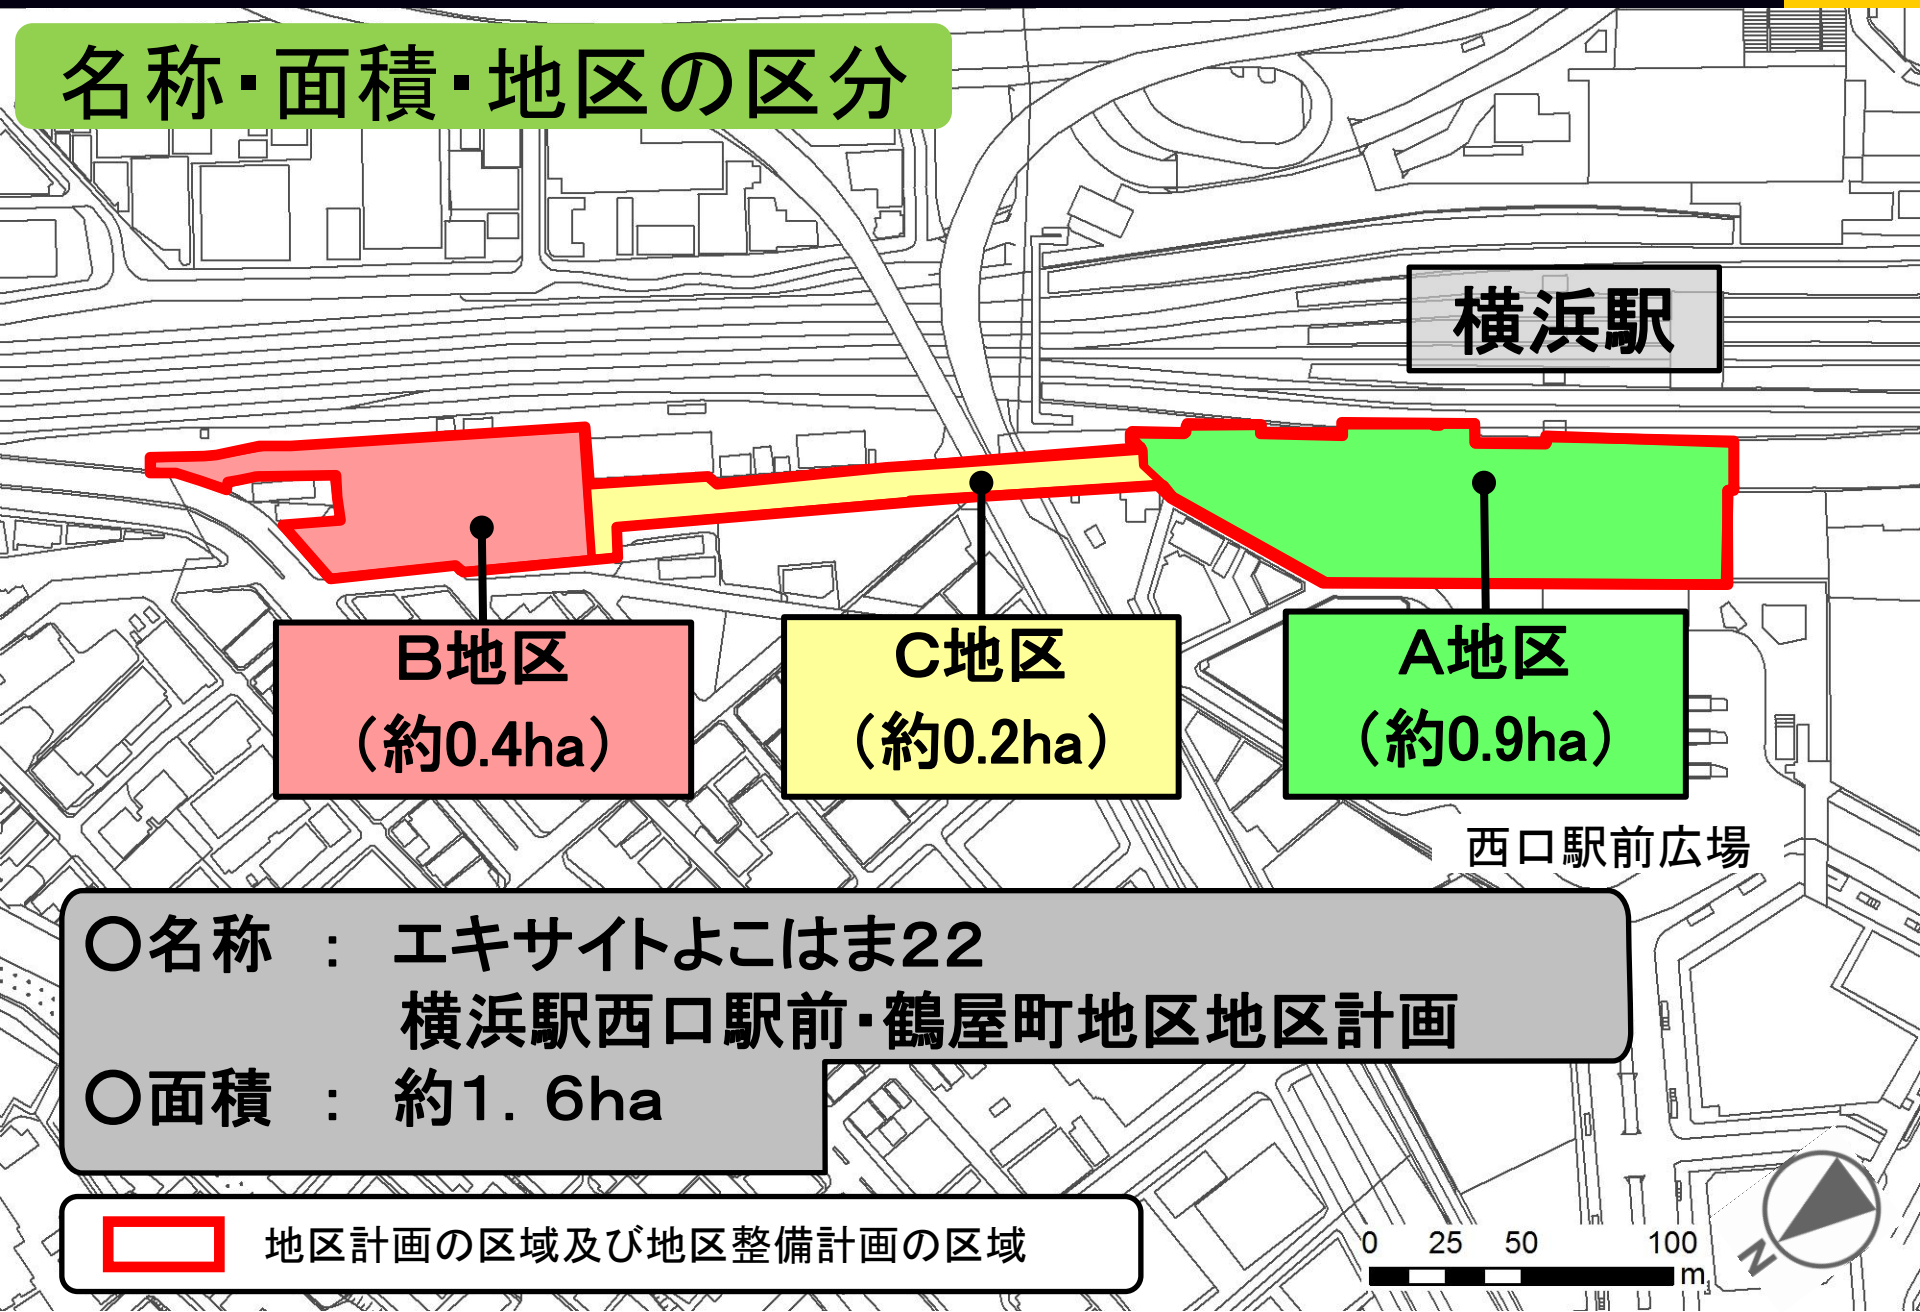 名称・面積・地区の区分
横浜駅
B地区
（約0.4ha）
C地区
（約0.2ha）
A地区
（約0.9ha）
西口駅前広場
○名称　：　エキサイトよこはま２２
横浜駅西口駅前・鶴屋町地区地区計画
○面積　：　約１．６ha
地区計画の区域及び地区整備計画の区域
0 25 50 100
m
N